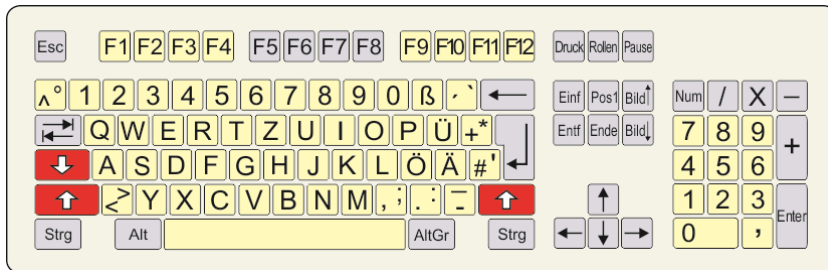 Esc F1 F2 F3 F4 F5 F6 F7 F8 F9 F10 F11 F12 Druck Rollen Pause
^ ° 1 2 3 4 5 6 7 8 9 0 ß ´ ` ← Einf Pos1 Bild↑ Num / X –
Q W E R T Z U I O P Ü + * Entf Ende Bild↓ 7 8 9 +
A S D F G H J K L Ö Ä # ' 4 5 6
< > Y X C V B N M , ; . : - _ ↑ 1 2 3 Enter
Strg Alt AltGr Strg ← ↓ → 0 ,